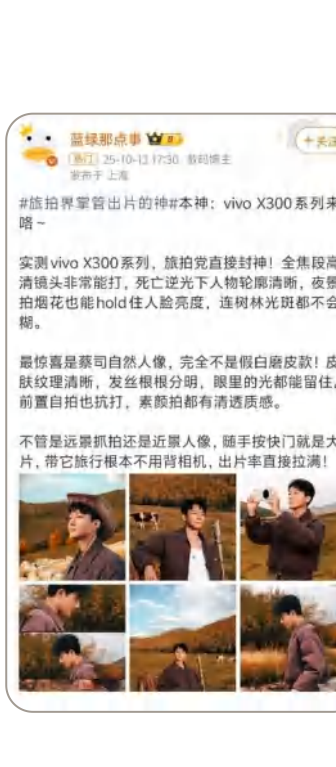 蓝绿那点事
25-10-13 17:30 数码博主
发布于 上海
+关注
#旅拍界掌管出片的神#本神：vivo X300系列来
咯~
实测vivo X300系列，旅拍党直接封神！全焦段高
清镜头非常能打，死亡逆光下人物轮廓清晰，夜景
拍烟花也能hold住人脸亮度，连树林光斑都不会
糊。
最惊喜是蔡司自然人像，完全不是假白磨皮款！皮
肤纹理清晰，发丝根根分明，眼里的光都能留住，
前置自拍也抗打，素颜拍都有清透质感。
不管是远景抓拍还是近景人像，随手按快门就是大
片，带它旅行根本不用背相机，出片率直接拉满！